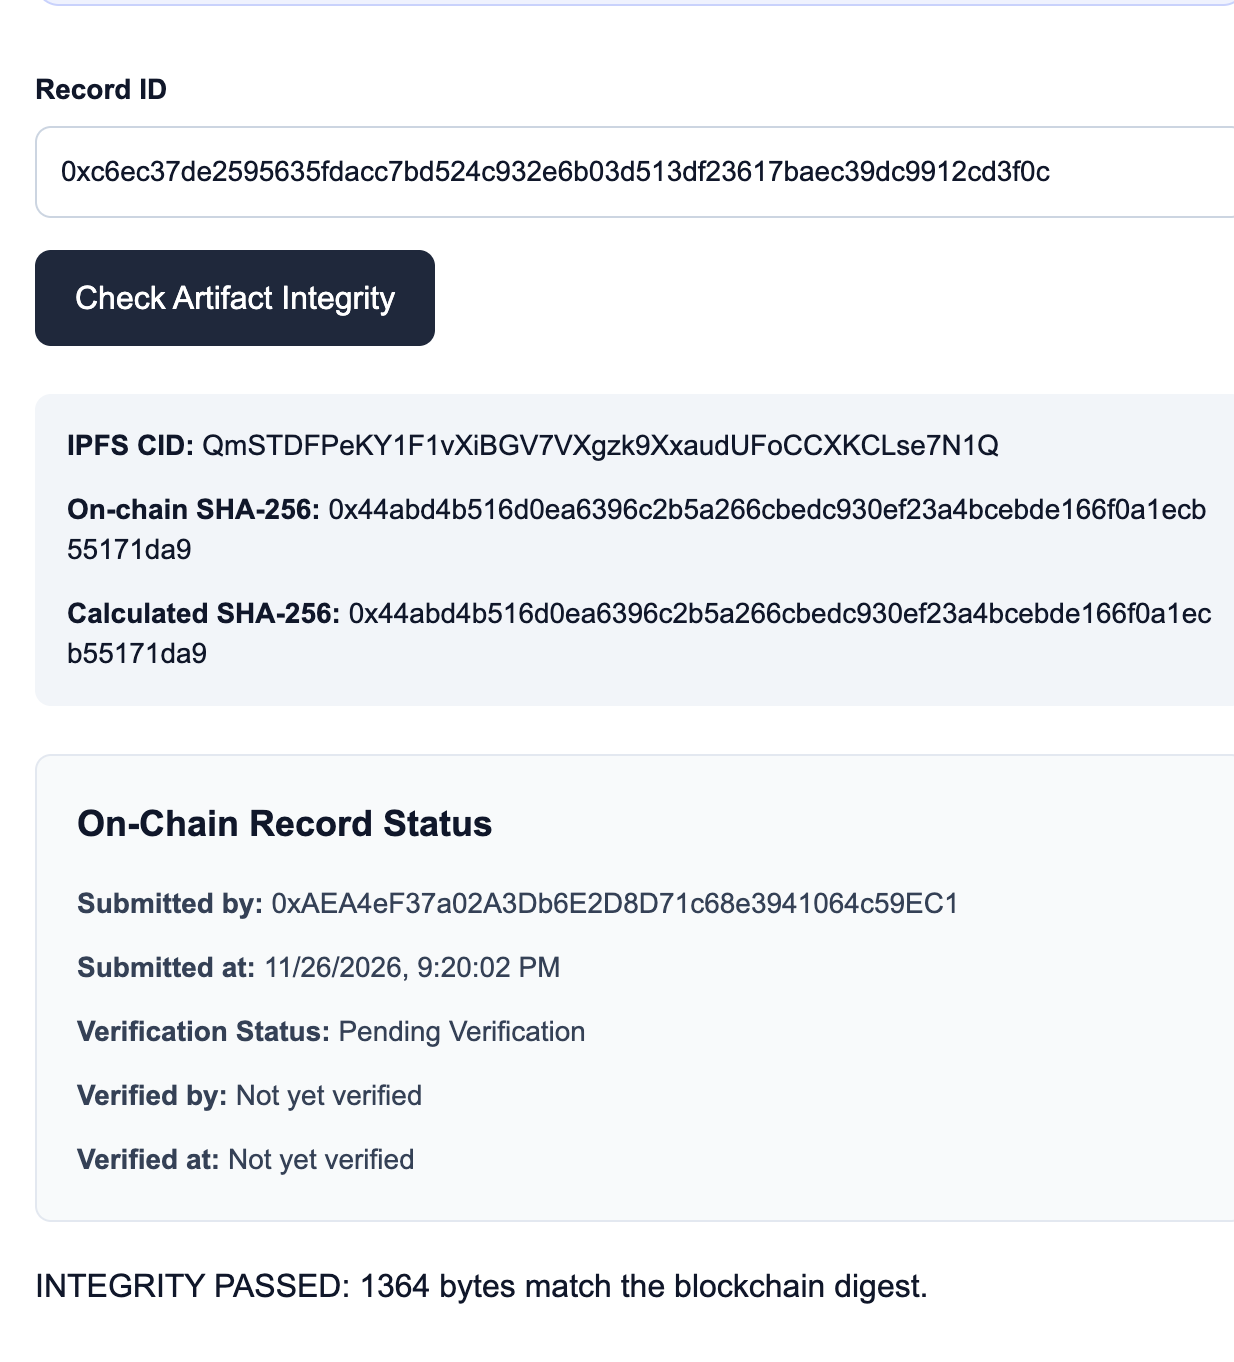 Record ID
0xc6ec37de2595635fdacc7bd524c932e6b03d513df23617baec39dc9912cd3f0c
Check Artifact Integrity
IPFS CID: QmSTDFPeKY1F1vXiBGV7VXgzk9XxaudUFoCCXKCLse7N1Q
On-chain SHA-256: 0x44abd4b516d0ea6396c2b5a266cbedc930ef23a4bcebde166f0a1ecb
55171da9
Calculated SHA-256: 0x44abd4b516d0ea6396c2b5a266cbedc930ef23a4bcebde166f0a1ec
b55171da9
On-Chain Record Status
Submitted by: 0xAEA4eF37a02A3Db6E2D8D71c68e3941064c59EC1
Submitted at: 11/26/2026, 9:20:02 PM
Verification Status: Pending Verification
Verified by: Not yet verified
Verified at: Not yet verified
INTEGRITY PASSED: 1364 bytes match the blockchain digest.